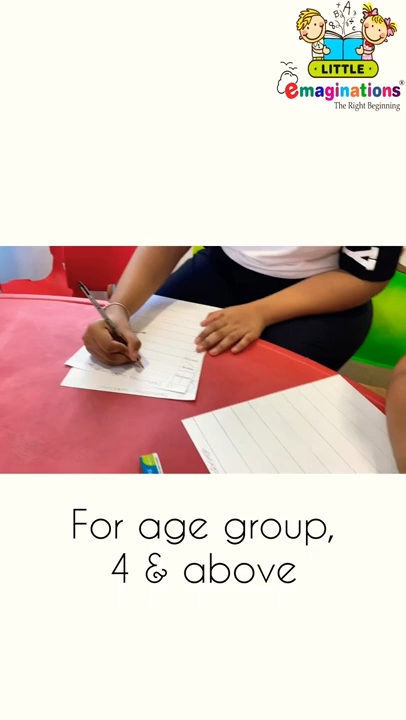 LITTLE
emaginations®
The Right Beginning
For age group,
4 & above